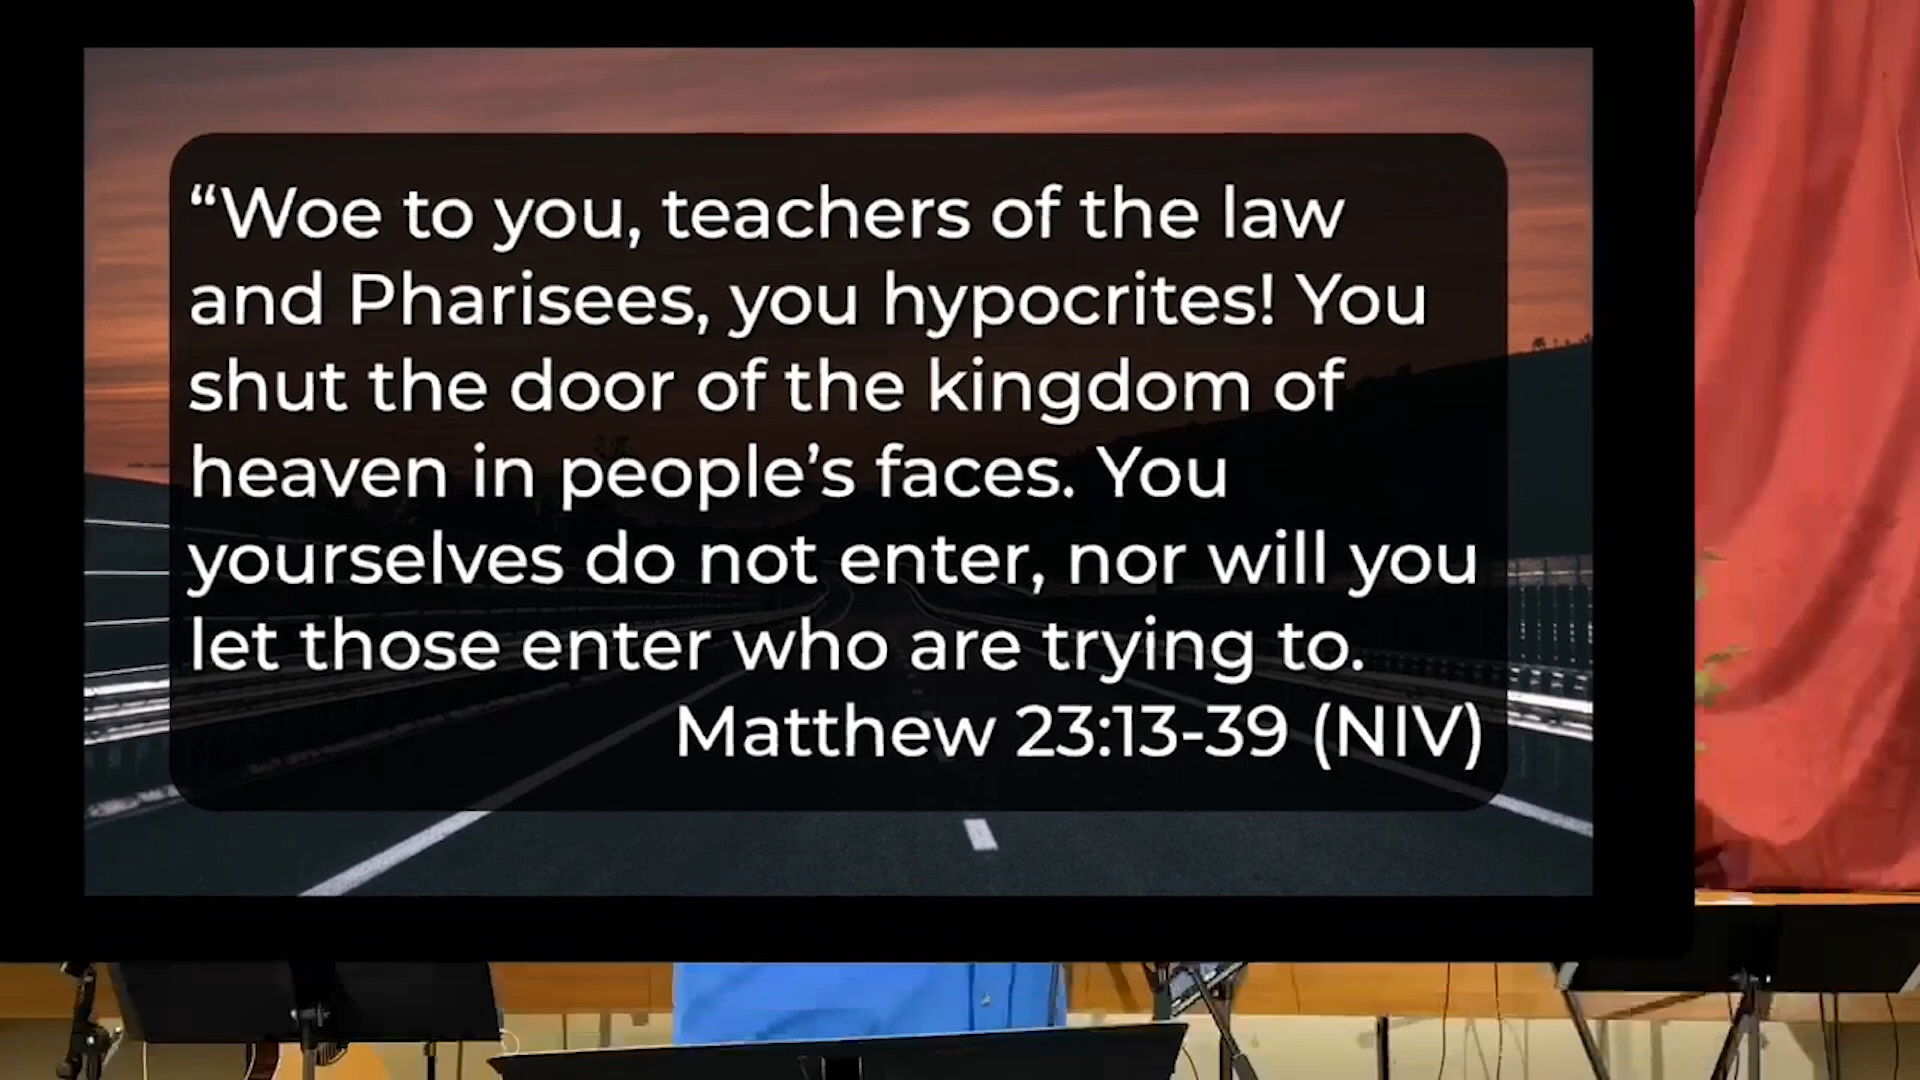 “Woe to you, teachers of the law
and Pharisees, you hypocrites! You
shut the door of the kingdom of
heaven in people’s faces. You
yourselves do not enter, nor will you
let those enter who are trying to.
Matthew 23:13-39 (NIV)